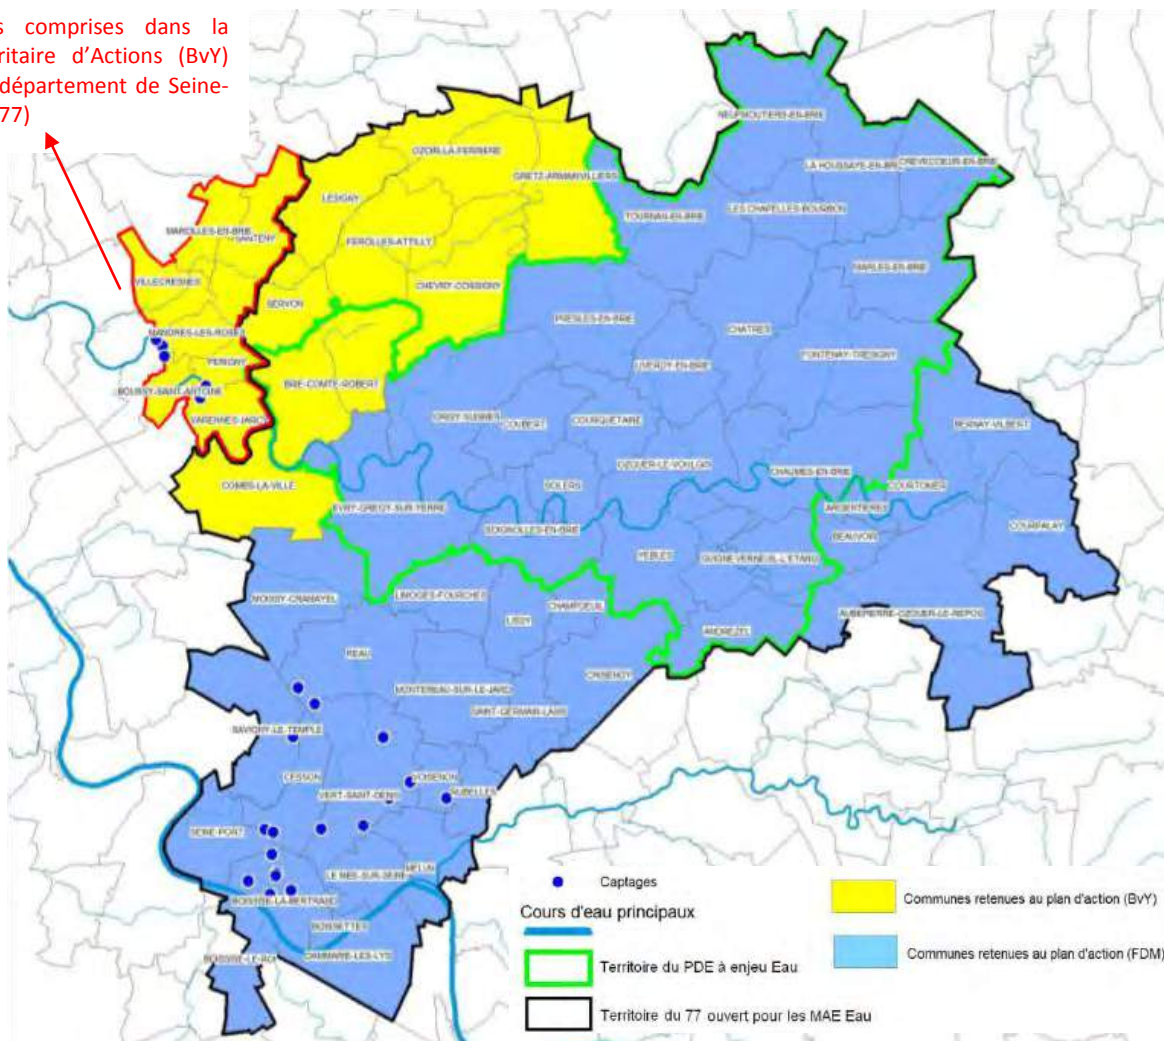 s comprises dans la
ritaire d'Actions (BvY)
département de Seine-
77)
NEUFMOUTIERS-EN-BRIE
OZOIR-LA-FERRIERE
LA HOUSSAYE-EN-BRIE
CREVECOEUR-EN-BRIE
GRETZ-ARMAINVILLIERS
LESIGNY
LES CHAPELLES-BOURBON
TOURNAN-EN-BRIE
MAROLLES-EN-BRIE
SANTENY
FEROLLES-ATTILLY
MARLES-EN-BRIE
VILLECRESNES
CHEVRY-COSSIGNY
SERVON
PRESLES-EN-BRIE
CHATRES
MANDRES-LES-ROSES
FONTENAY-TRESIGNY
PERIGNY
LIVERDY-EN-BRIE
BRIE-COMTE-ROBERT
BOUSSY-SAINT-ANTOINE
VARENNES-JARCY
GRISY-SUISNES
COUBERT
COURQUETAINE
BERNAY-VILBERT
OZOUER-LE-VOULGIS
CHAUMES-EN-BRIE
COMBS-LA-VILLE
SOLERS
COURTOMER
EVRY-GREGY-SUR-YERRE
ARGENTIERES
COURPALAY
SOIGNOLLES-EN-BRIE
BEAUVOIR
YEBLES
GUIGNES
VERNEUIL-L'ETANG
MOISSY-CRAMAYEL
LIMOGES-FOURCHES
CHAMPDEUIL
AUBEPIERRE-OZOUER-LE-REPOS
LISSY
ANDREZEL
REAU
CRISENOY
MONTEREAU-SUR-LE-JARD
SAINT-GERMAIN-LAXIS
SAVIGNY-LE-TEMPLE
CESSON
VOISENON
VERT-SAINT-DENIS
RUBELLES
SEINE-PORT
MELUN
LE MEE-SUR-SEINE
BOISSISE-LA-BERTRAND
BOISSETTES
DAMMARIE-LES-LYS
BOISSISE-LE-ROI
Captages
Cours d'eau principaux
Territoire du PDE à enjeu Eau
Territoire du 77 ouvert pour les MAE Eau
Communes retenues au plan d'action (BvY)
Communes retenues au plan d'action (FDM)